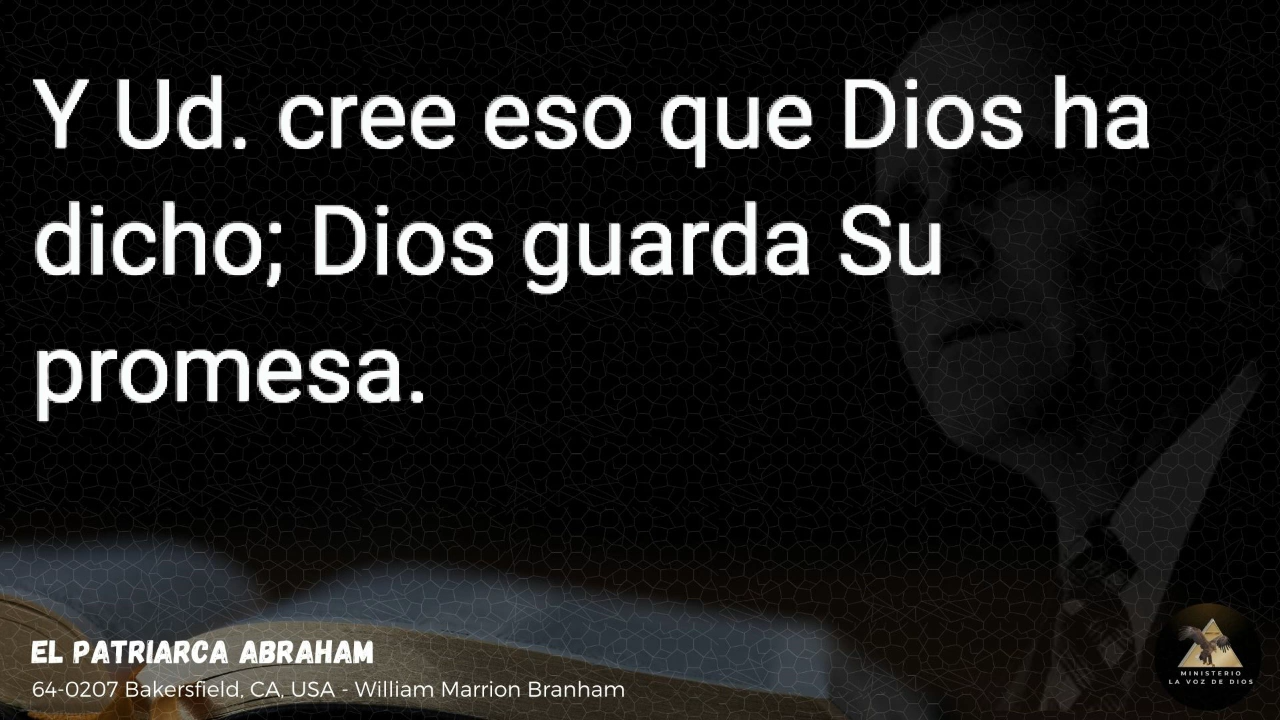 Y Ud. cree eso que Dios ha
dicho; Dios guarda Su
promesa.
EL PATRIARCA ABRAHAM
64-0207 Bakersfield, CA, USA - William Marrion Branham
MINISTERIO
LA VOZ DE DIOS